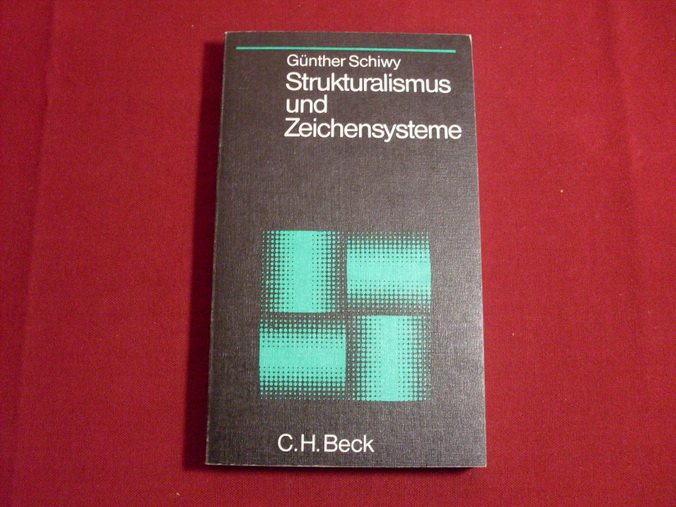 Günther Schiwy
Strukturalismus
und
Zeichensysteme
C.H.Beck